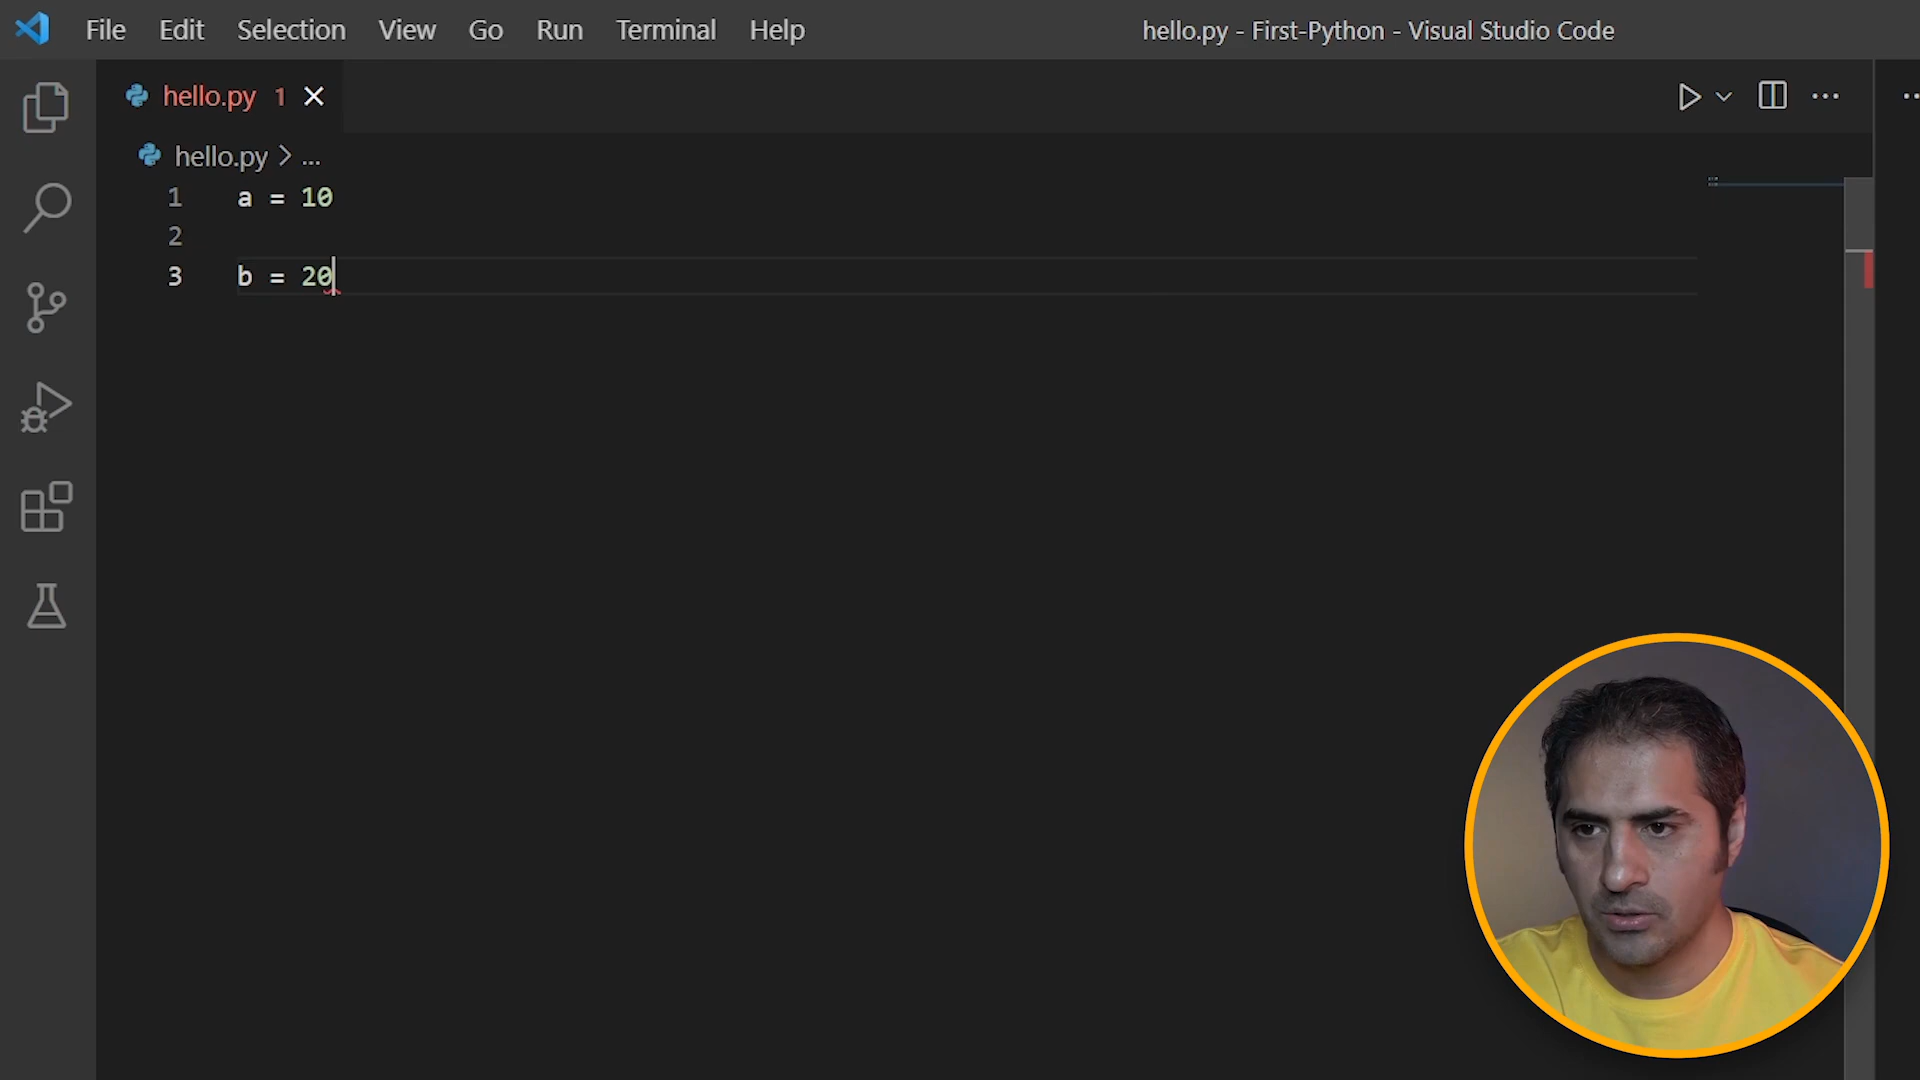 File Edit Selection View Go Run Terminal Help hello.py - First-Python - Visual Studio Code
hello.py 1
hello.py > ...
1 a = 10
2
3 b = 20